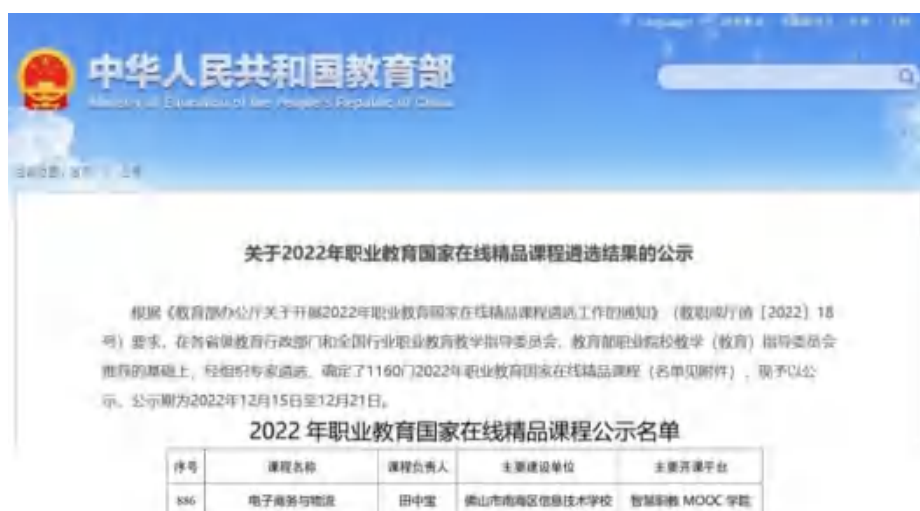 中华人民共和国教育部
Ministry of Education of the People's Republic of China
关于2022年职业教育国家在线精品课程遴选结果的公示
根据《教育部办公厅关于开展2022年职业教育国家在线精品课程遴选工作的通知》（教职成厅函〔2022〕18
号）要求，在各省级教育行政部门和全国行业职业教育教学指导委员会、教育部职业院校教学（教育）指导委员会
推荐的基础上，经组织专家遴选，确定了1160门2022年职业教育国家在线精品课程（名单见附件），现予以公
示。公示期为2022年12月15日至12月21日。
2022 年职业教育国家在线精品课程公示名单
序号 课程名称 课程负责人 主要建设单位 主要开课平台
886 电子商务与物流 田中宝 佛山市南海区信息技术学校 智慧职教 MOOC 学院